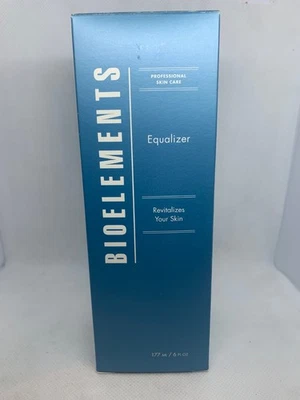 BIOELEMENTS
PROFESSIONAL
SKIN CARE
Equalizer
Revitalizes
Your Skin
177 ml / 6 fl oz